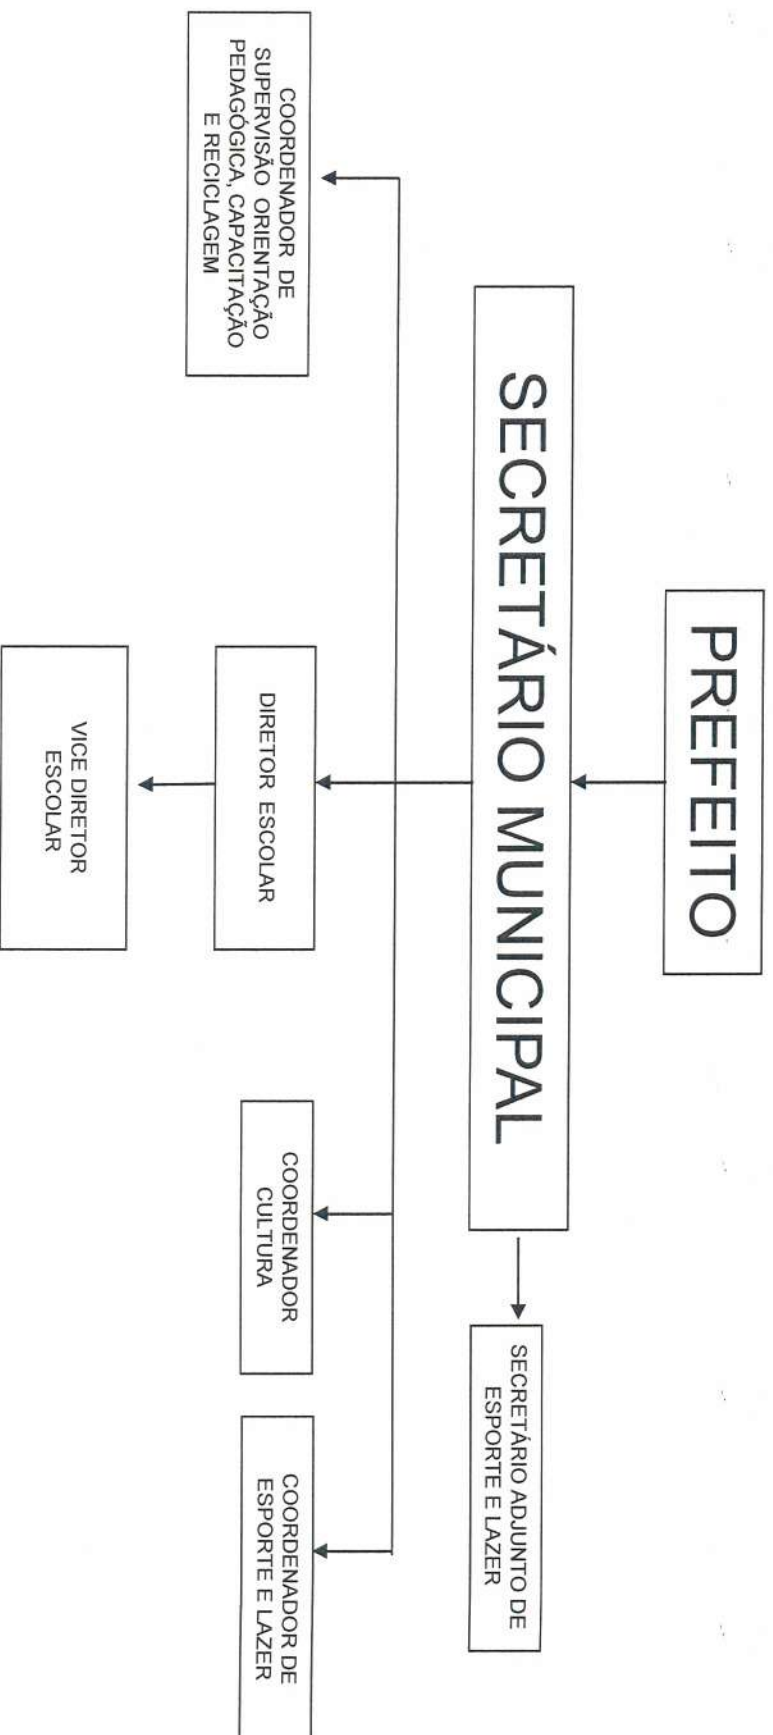 PREFEITO
SECRETÁRIO MUNICIPAL
SECRETÁRIO ADJUNTO DE
ESPORTE E LAZER
COORDENADOR DE
SUPERVISÃO ORIENTAÇÃO
PEDAGÓGICA, CAPACITAÇÃO
E RECICLAGEM
DIRETOR ESCOLAR
COORDENADOR
CULTURA
COORDENADOR DE
ESPORTE E LAZER
VICE DIRETOR
ESCOLAR